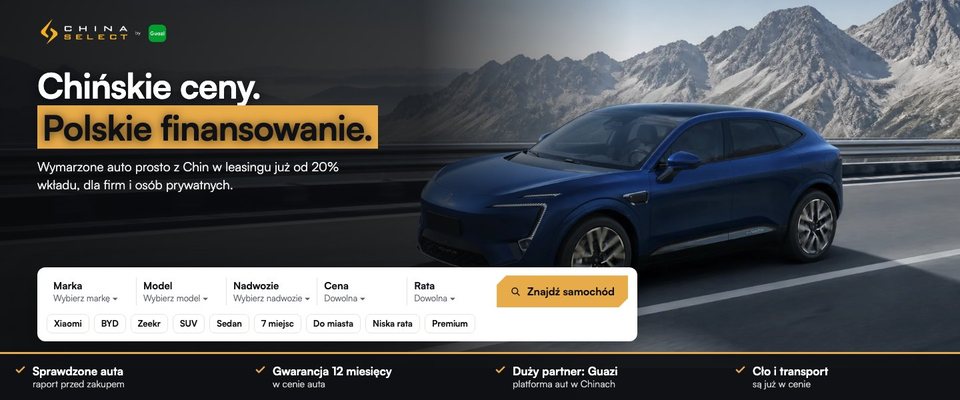 CHINA
SELECT
by
Guazi
Chińskie ceny.
Polskie finansowanie.
Wymarzone auto prosto z Chin w leasingu już od 20%
wkładu, dla firm i osób prywatnych.
Marka
Wybierz markę
Model
Wybierz model
Nadwozie
Wybierz nadwozie
Cena
Dowolna
Rata
Dowolna
Znajdź samochód
Xiaomi
BYD
Zeekr
SUV
Sedan
7 miejsc
Do miasta
Niska rata
Premium
Sprawdzone auta
raport przed zakupem
Gwarancja 12 miesięcy
w cenie auta
Duży partner: Guazi
platforma aut w Chinach
Cło i transport
są już w cenie